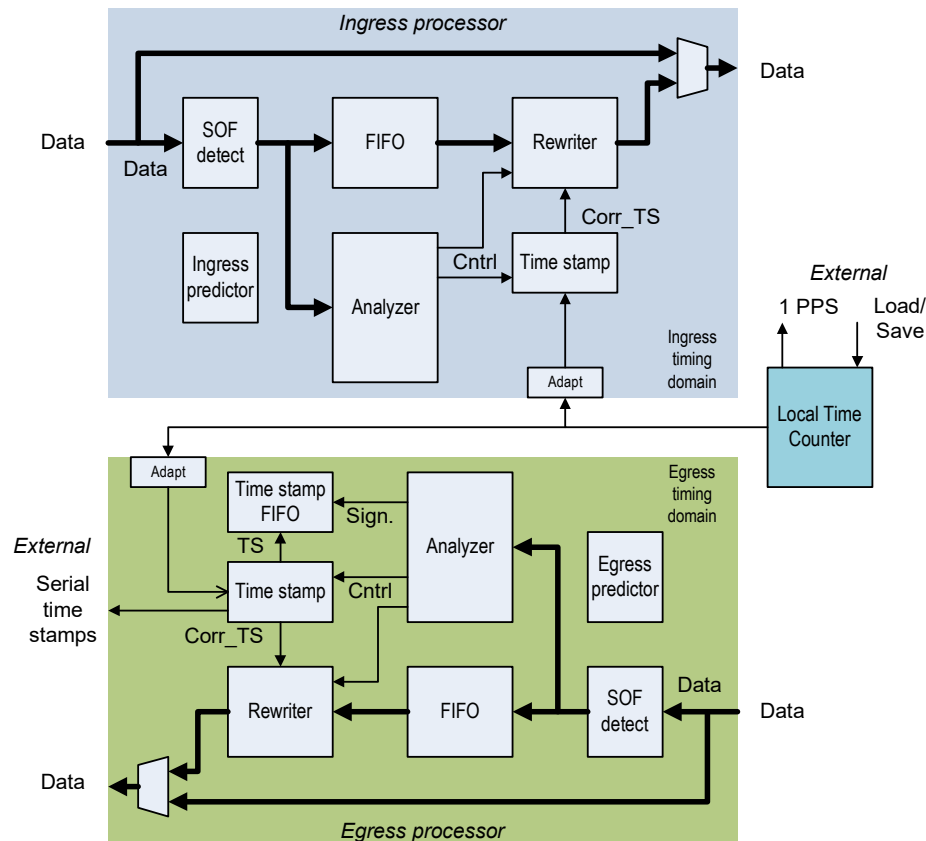 Ingress processor
Data
Data
Data
SOF
detect
FIFO
Rewriter
Corr_TS
Ingress
predictor
Analyzer
Cntrl
Time stamp
External
1 PPS
Load/
Save
Ingress
timing
domain
Adapt
Local Time
Counter
Adapt
Time stamp
FIFO
Sign.
Analyzer
Egress
timing
domain
External
TS
Egress
predictor
Serial
time
stamps
Time stamp
Cntrl
Corr_TS
Rewriter
FIFO
SOF
detect
Data
Data
Data
Egress processor